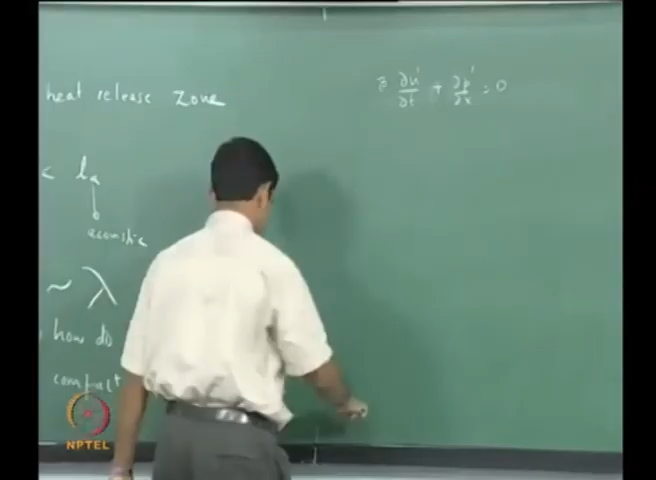 heat release zone
< la
acoustic
~ λ
how do
compact
ρ̄ ∂u'/∂t + ∂p'/∂x = 0
NPTEL